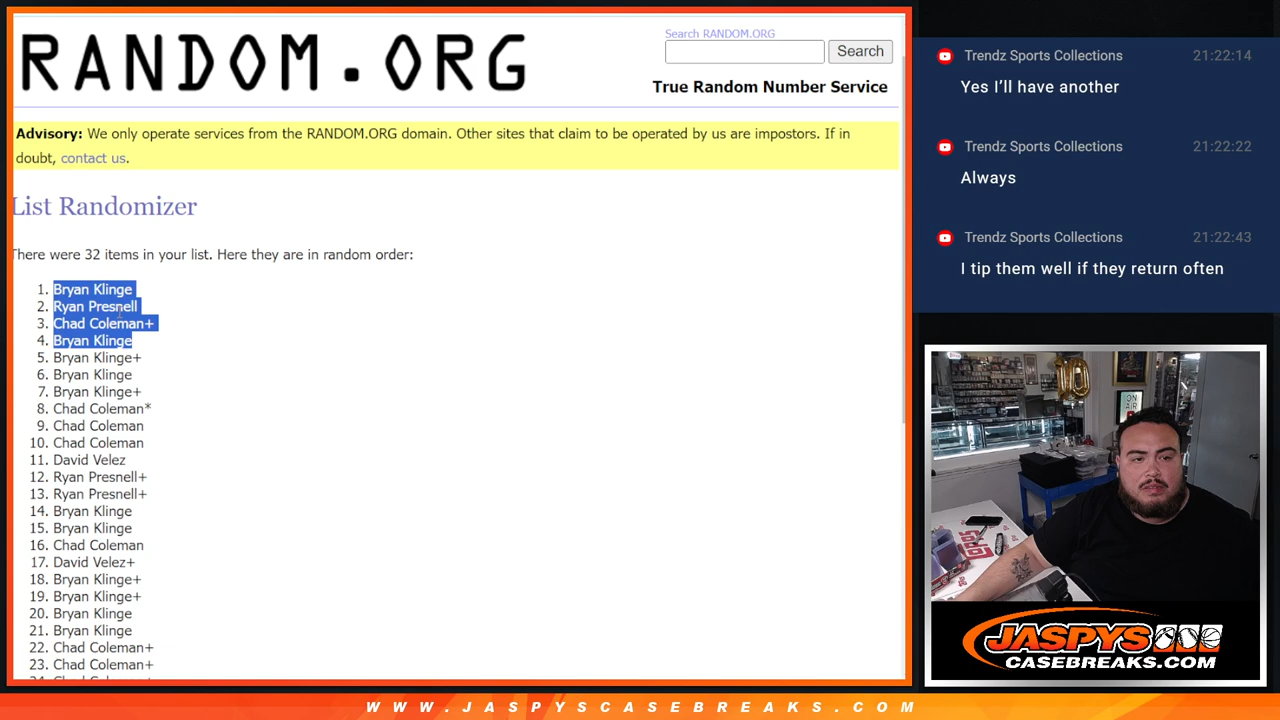 RANDOM.ORG
Search RANDOM.ORG
Search
True Random Number Service
Advisory: We only operate services from the RANDOM.ORG domain. Other sites that claim to be operated by us are impostors. If in
doubt, contact us.
List Randomizer
There were 32 items in your list. Here they are in random order:
1. Bryan Klinge
2. Ryan Presnell
3. Chad Coleman+
4. Bryan Klinge
5. Bryan Klinge+
6. Bryan Klinge
7. Bryan Klinge+
8. Chad Coleman*
9. Chad Coleman
10. Chad Coleman
11. David Velez
12. Ryan Presnell+
13. Ryan Presnell+
14. Bryan Klinge
15. Bryan Klinge
16. Chad Coleman
17. David Velez+
18. Bryan Klinge+
19. Bryan Klinge+
20. Bryan Klinge
21. Bryan Klinge
22. Chad Coleman+
23. Chad Coleman+
Trendz Sports Collections 21:22:14
Yes I'll have another
Trendz Sports Collections 21:22:22
Always
Trendz Sports Collections 21:22:43
I tip them well if they return often
10
ON
AIR
JASPYS
CASEBREAKS.COM
WWW.JASPYSCASEBREAKS.COM